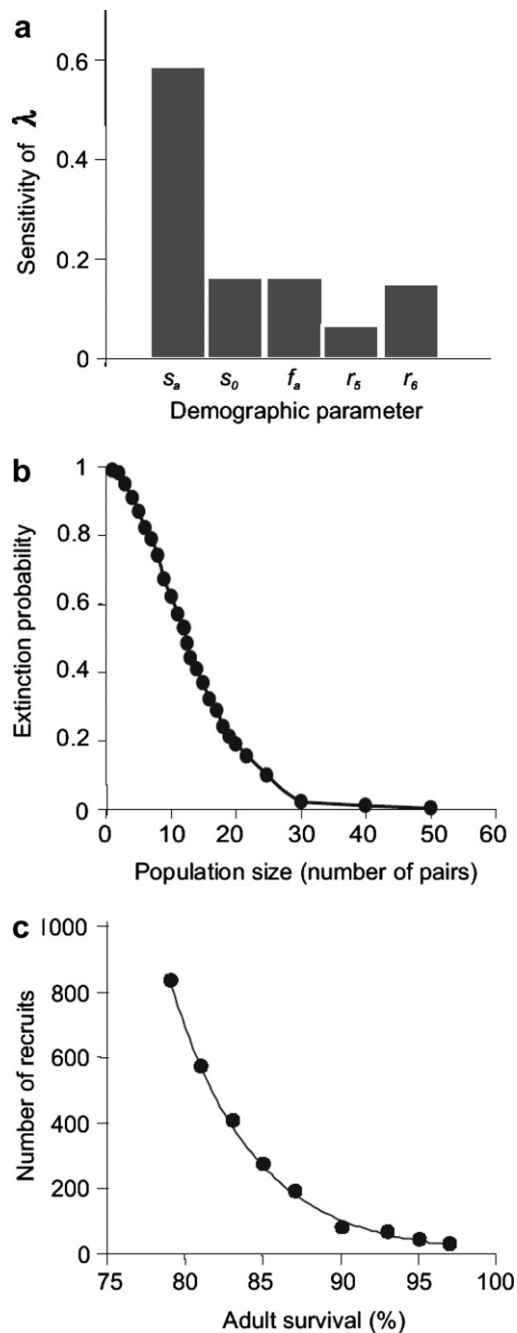 a
Sensitivity of λ
0.6
0.4
0.2
0
sa s0 fa r5 r6
Demographic parameter
b
Extinction probability
1
0.8
0.6
0.4
0.2
0
0 10 20 30 40 50 60
Population size (number of pairs)
c
Number of recruits
1000
800
600
400
200
0
75 80 85 90 95 100
Adult survival (%)